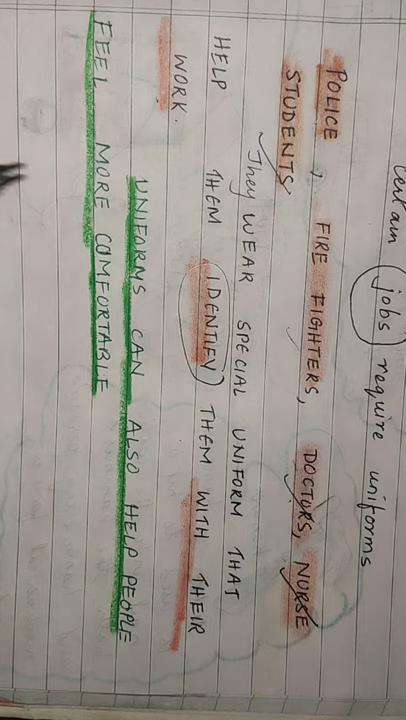 certain jobs require uniforms
POLICE, FIRE FIGHTERS, DOCTORS, NURSE
STUDENTS
They WEAR SPECIAL UNIFORM THAT
HELP THEM IDENTIFY THEM WITH THEIR
WORK.
UNIFORMS CAN ALSO HELP PEOPLE
FEEL MORE COMFORTABLE